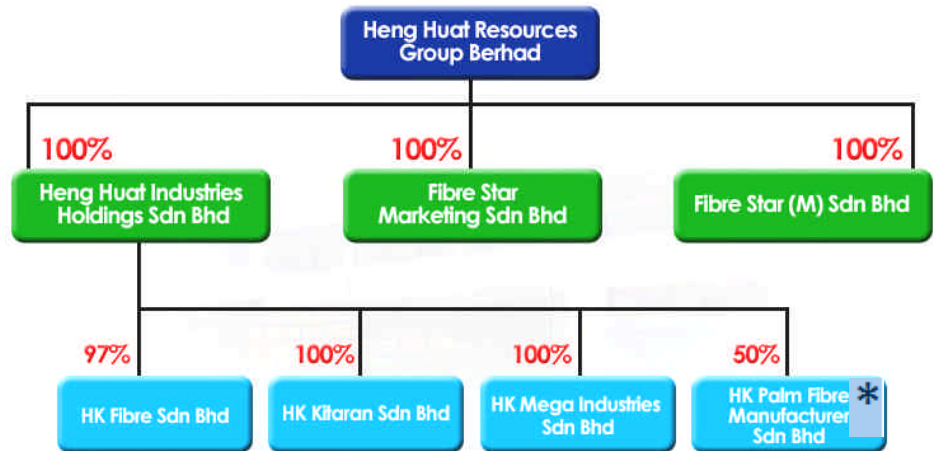 Heng Huat Resources
Group Berhad
100%
100%
100%
Heng Huat Industries
Holdings Sdn Bhd
Fibre Star
Marketing Sdn Bhd
Fibre Star (M) Sdn Bhd
97%
100%
100%
50%
HK Fibre Sdn Bhd
HK Kitaran Sdn Bhd
HK Mega Industries
Sdn Bhd
HK Palm Fibre *
Manufacturer
Sdn Bhd